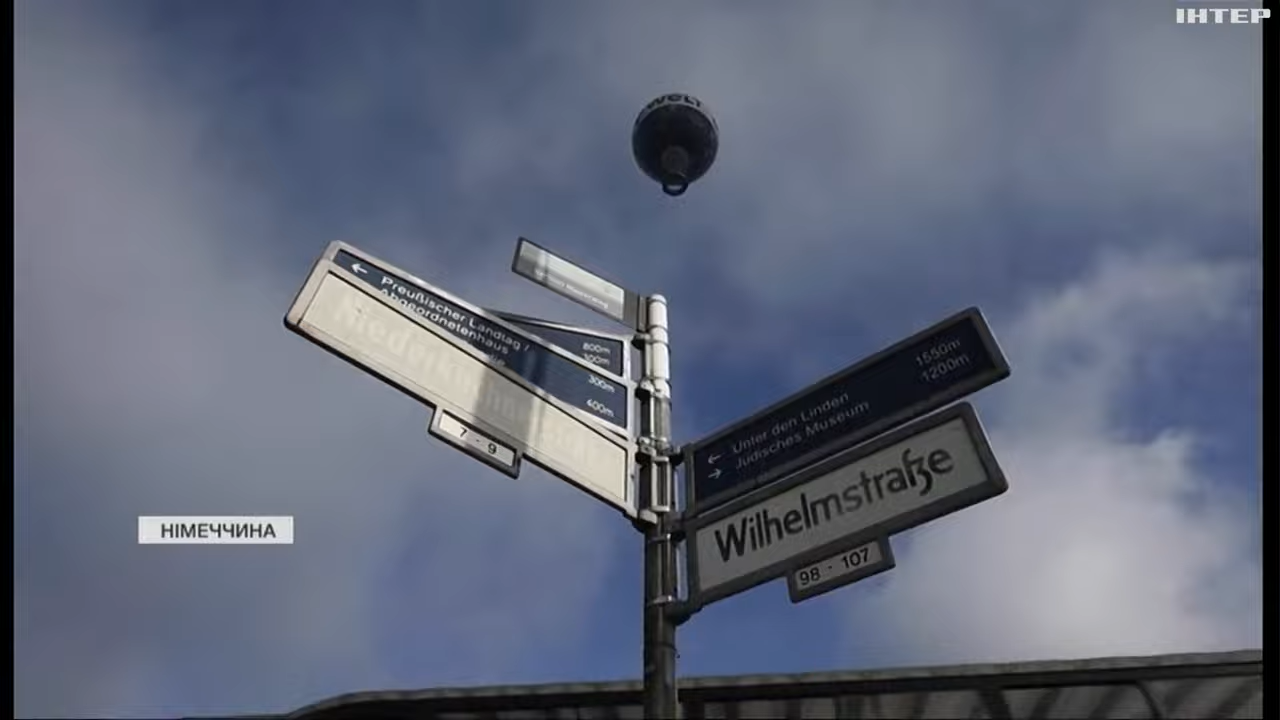 ІНТЕР
WELT
← Preußischer Landtag /
Abgeordnetenhaus
800m
300m
400m
7 - 9
1550m
1200m
← Unter den Linden
→ Jüdisches Museum
Wilhelmstraße
98 - 107
НІМЕЧЧИНА